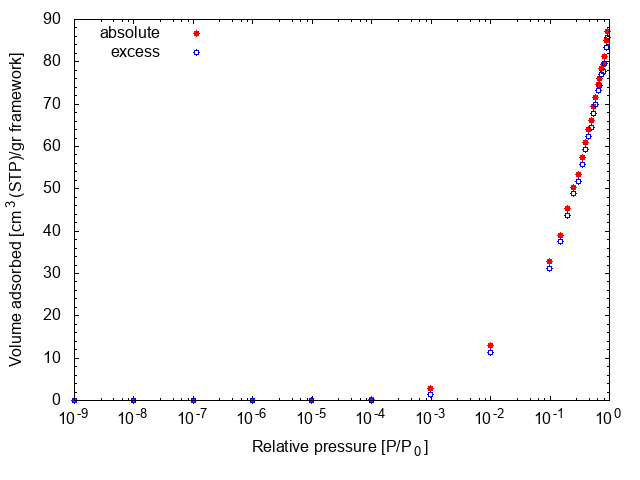 absolute
excess
Volume adsorbed [cm³ (STP)/gr framework]
90
80
70
60
50
40
30
20
10
0
10⁻⁹ 10⁻⁸ 10⁻⁷ 10⁻⁶ 10⁻⁵ 10⁻⁴ 10⁻³ 10⁻² 10⁻¹ 10⁰
Relative pressure [P/P₀]